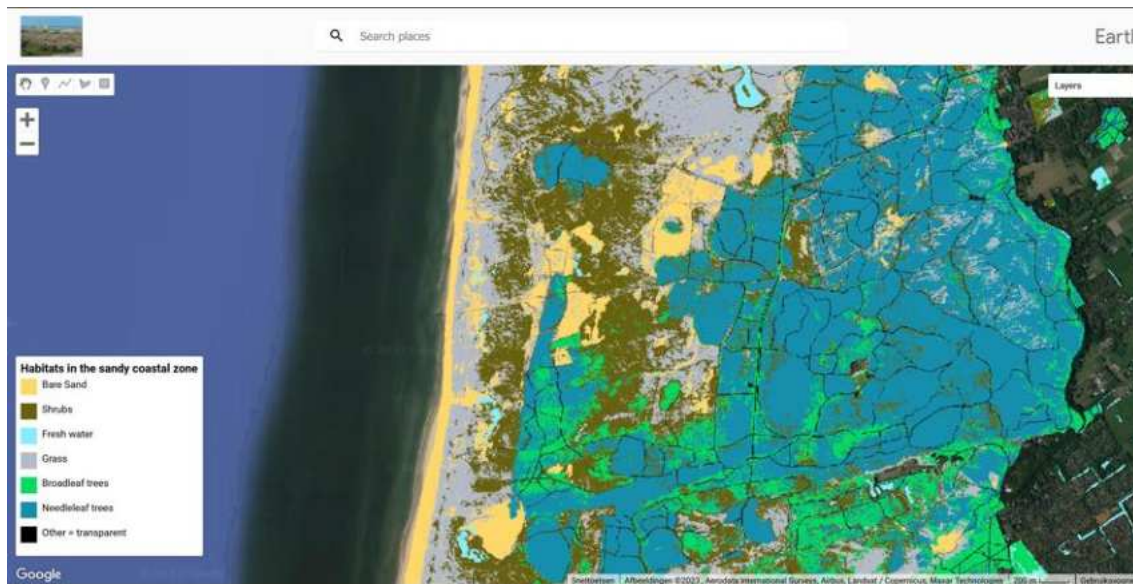 Search places
Earth
Layers
Habitats in the sandy coastal zone
Bare Sand
Shrubs
Fresh water
Grass
Broadleaf trees
Needleleaf trees
Other = transparent
Google
Sneltoetsen
Afbeeldingen ©2023 , Aerodata International Surveys, Airbus, Landsat / Copernicus, Maxar Technologies